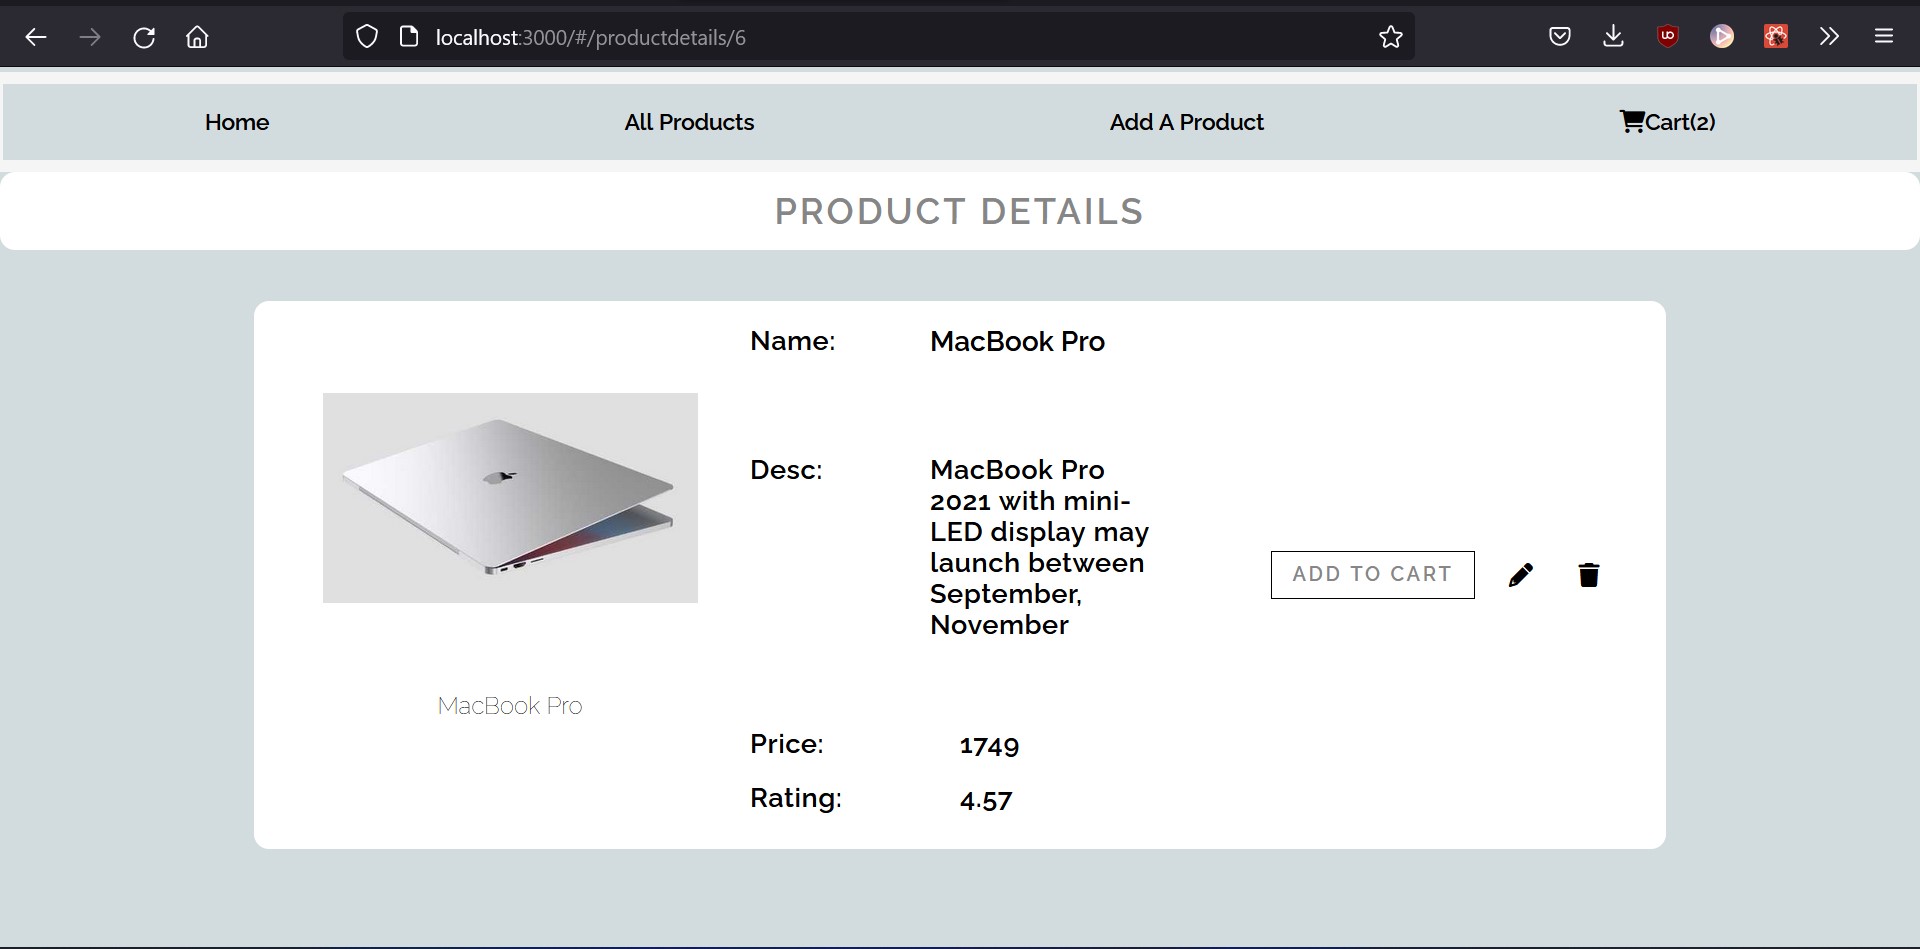 localhost:3000/#/productdetails/6
Home All Products Add A Product Cart(2)
PRODUCT DETAILS
Name: MacBook Pro
Desc: MacBook Pro
2021 with mini-
LED display may
launch between
September,
November
ADD TO CART
MacBook Pro
Price: 1749
Rating: 4.57